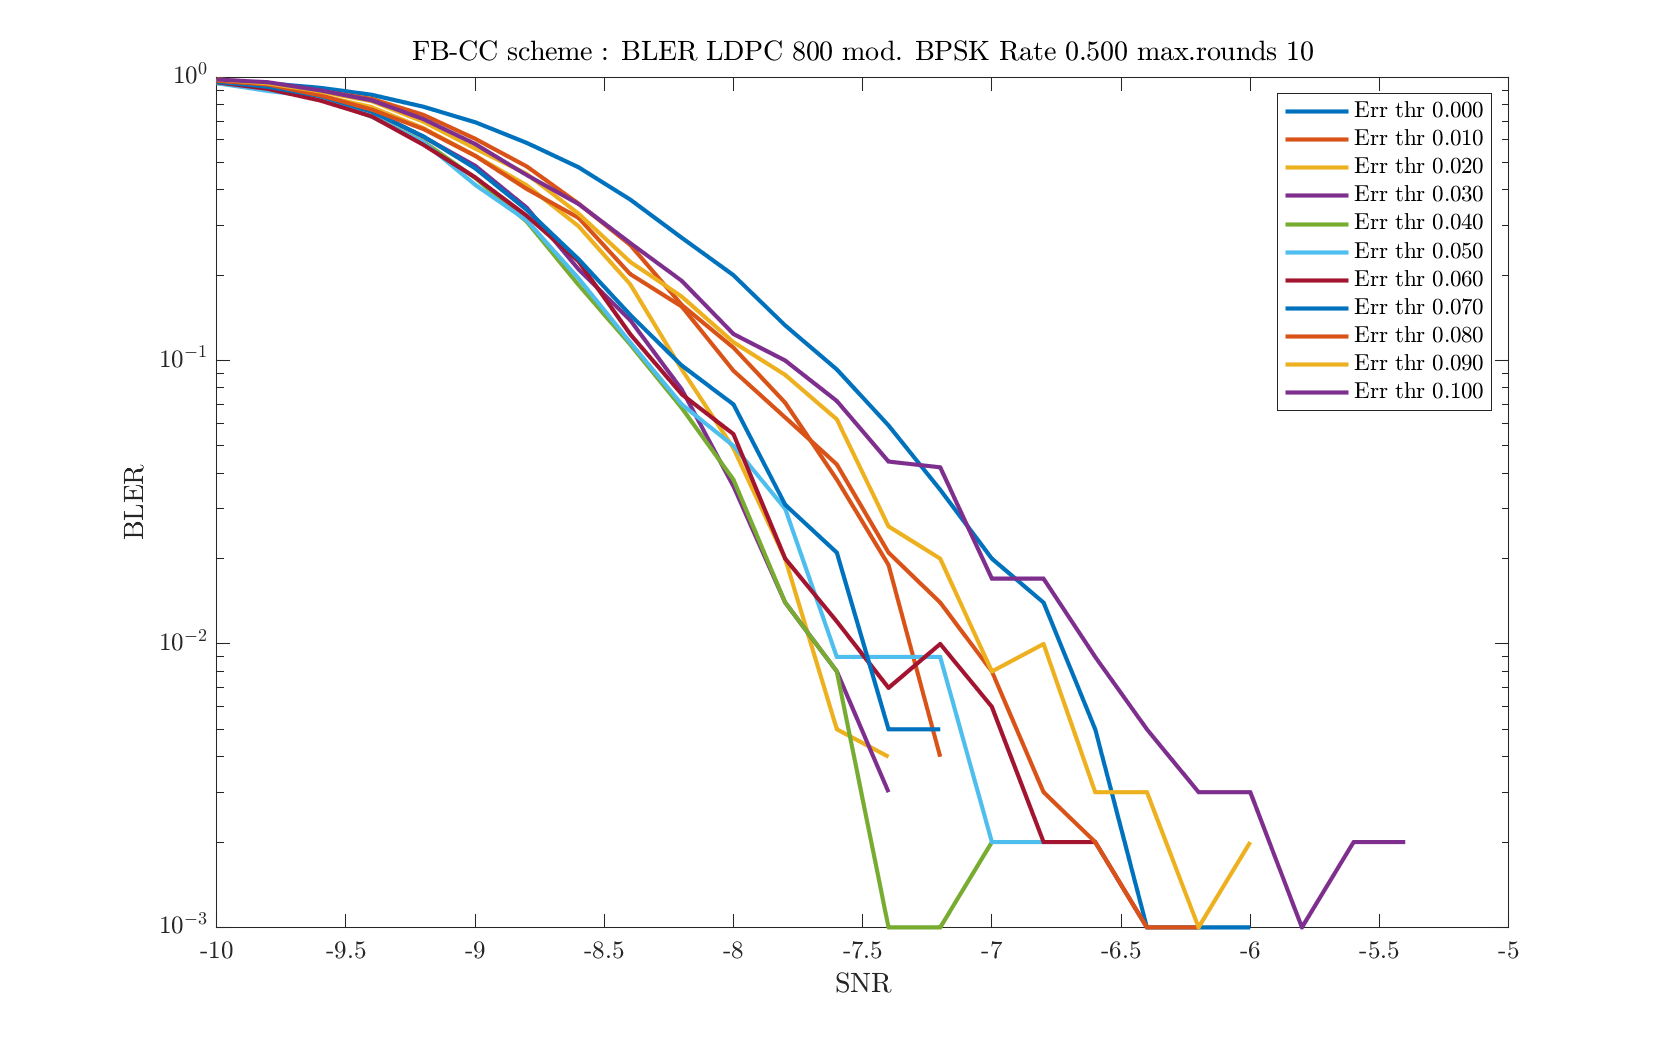 FB-CC scheme : BLER LDPC 800 mod. BPSK Rate 0.500 max.rounds 10
10^0
10^-1
10^-2
10^-3
BLER
Err thr 0.000
Err thr 0.010
Err thr 0.020
Err thr 0.030
Err thr 0.040
Err thr 0.050
Err thr 0.060
Err thr 0.070
Err thr 0.080
Err thr 0.090
Err thr 0.100
-10 -9.5 -9 -8.5 -8 -7.5 -7 -6.5 -6 -5.5 -5
SNR